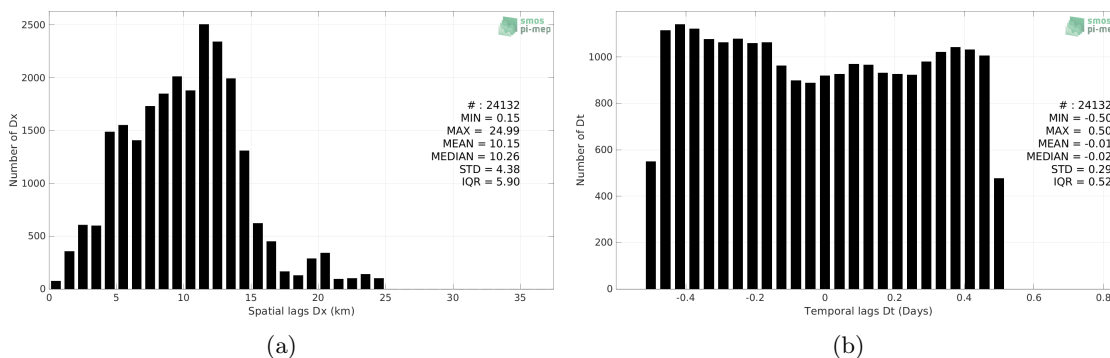 2500
2000
1500
1000
500
0
Number of Dx
0 5 10 15 20 25 30 35
Spatial lags Dx (km)
smos
pi-mep
# : 24132
MIN = 0.15
MAX = 24.99
MEAN = 10.15
MEDIAN = 10.26
STD = 4.38
IQR = 5.90
(a)
1000
800
600
400
200
0
Number of Dt
-0.4 -0.2 0 0.2 0.4 0.6 0.8
Temporal lags Dt (Days)
smos
pi-mep
# : 24132
MIN = -0.50
MAX = 0.50
MEAN = -0.01
MEDIAN = -0.02
STD = 0.29
IQR = 0.52
(b)